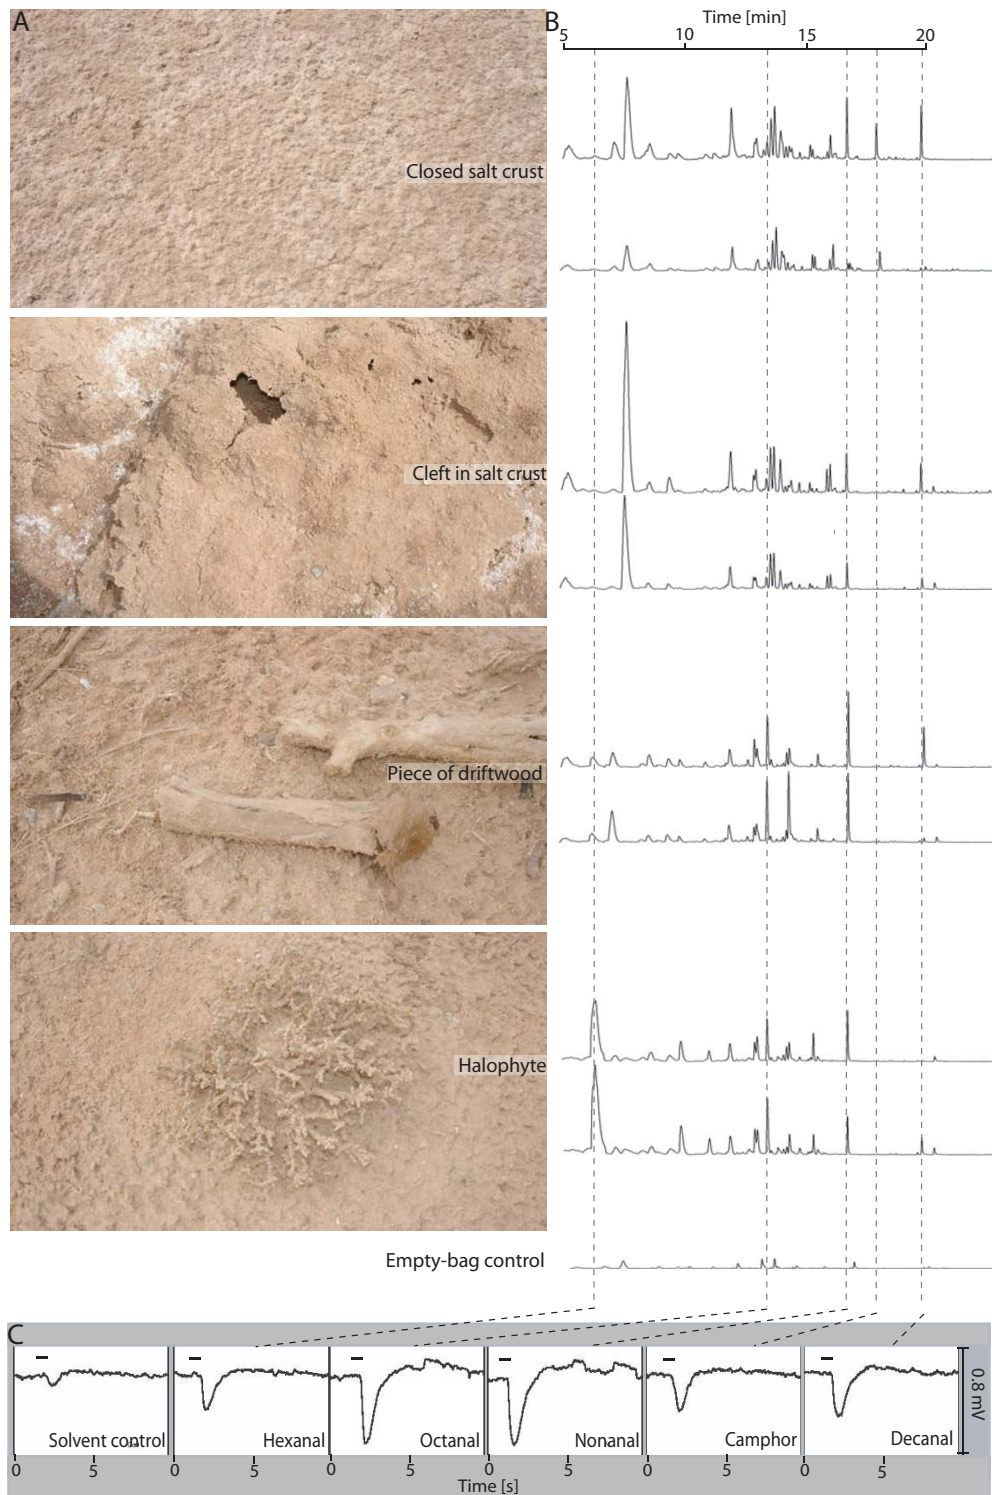 A
B
Time [min]
5 10 15 20
Closed salt crust
Cleft in salt crust
Piece of driftwood
Halophyte
Empty-bag control
C
Solvent control
Hexanal
Octanal
Nonanal
Camphor
Decanal
0.8 mV
0 5 0 5 0 5 0 5 0 5 0 5
Time [s]